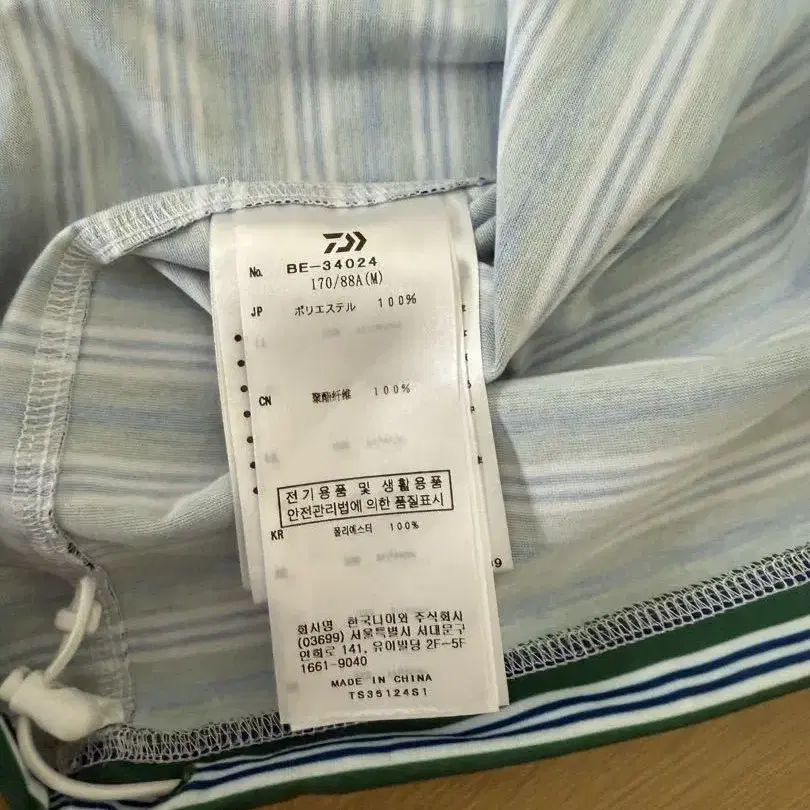 No. BE-34024
170/88A(M)
JP ポリエステル 100%
CN 聚酯纤维 100%
전기용품 및 생활용품
안전관리법에 의한 품질표시
KR 폴리에스터 100%
회사명 한국다이와 주식회사
(03699) 서울특별시 서대문구
연희로 141, 유이빌딩 2F-5F
1661-9040
MADE IN CHINA
TS35124S1